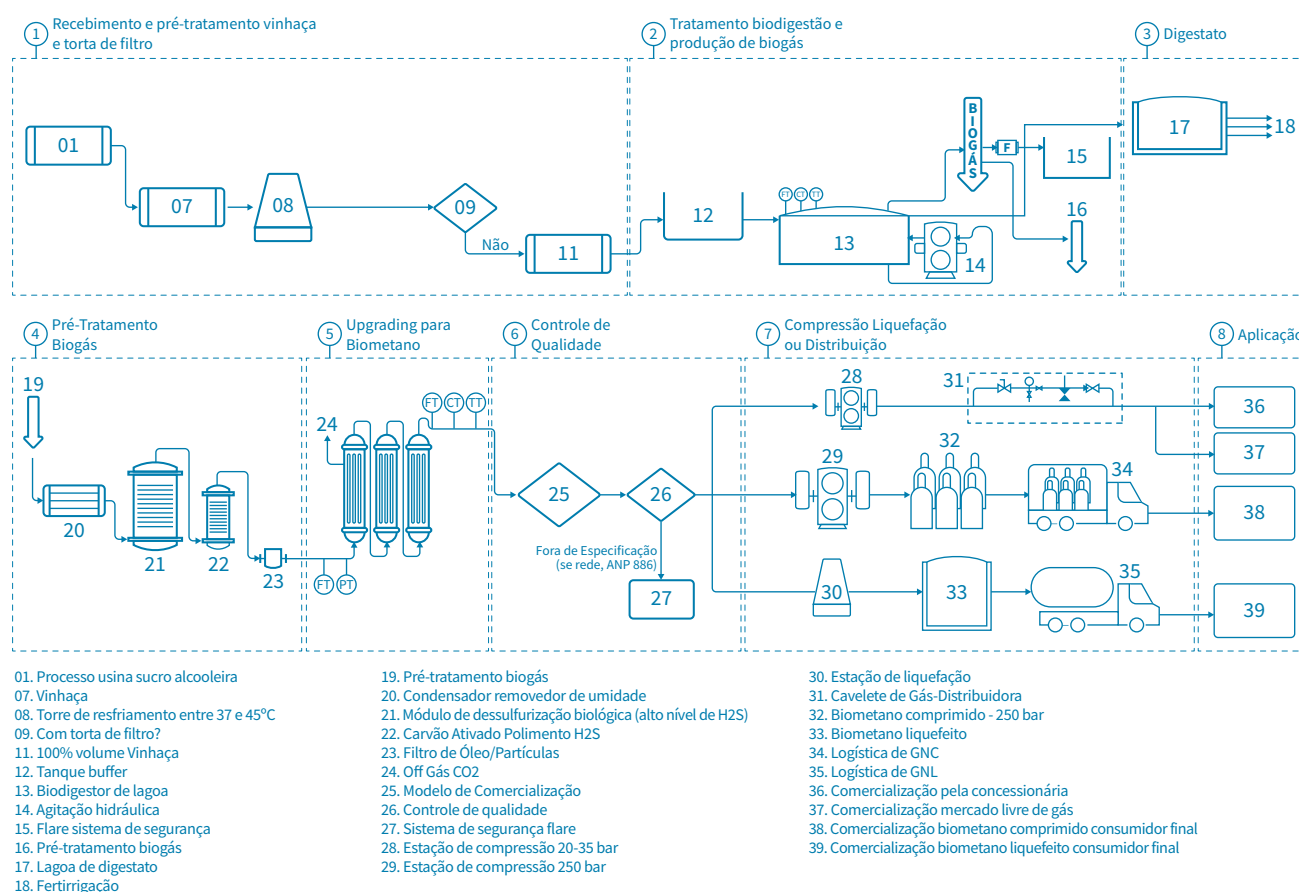 1 Recebimento e pré-tratamento vinhaça
e torta de filtro
2 Tratamento biodigestão e
produção de biogás
3 Digestato
01
07
08
09
Não
11
12
FT CT TT
13
14
BIOGÁS
F
15
16
17
18
4 Pré-Tratamento
Biogás
5 Upgrading para
Biometano
6 Controle de
Qualidade
7 Compressão Liquefação
ou Distribuição
8 Aplicação
19
20
21
22
23
FT PT
24
FT CT TT
25
26
Fora de Especificação
(se rede, ANP 886)
27
28
31
29
32
34
30
33
35
36
37
38
39
01. Processo usina sucro alcooleira
07. Vinhaça
08. Torre de resfriamento entre 37 e 45ºC
09. Com torta de filtro?
11. 100% volume Vinhaça
12. Tanque buffer
13. Biodigestor de lagoa
14. Agitação hidráulica
15. Flare sistema de segurança
16. Pré-tratamento biogás
17. Lagoa de digestato
18. Fertirrigação
19. Pré-tratamento biogás
20. Condensador removedor de umidade
21. Módulo de dessulfurização biológica (alto nível de H2S)
22. Carvão Ativado Polimento H2S
23. Filtro de Óleo/Partículas
24. Off Gás CO2
25. Modelo de Comercialização
26. Controle de qualidade
27. Sistema de segurança flare
28. Estação de compressão 20-35 bar
29. Estação de compressão 250 bar
30. Estação de liquefação
31. Cavelete de Gás-Distribuidora
32. Biometano comprimido - 250 bar
33. Biometano liquefeito
34. Logística de GNC
35. Logística de GNL
36. Comercialização pela concessionária
37. Comercialização mercado livre de gás
38. Comercialização biometano comprimido consumidor final
39. Comercialização biometano liquefeito consumidor final